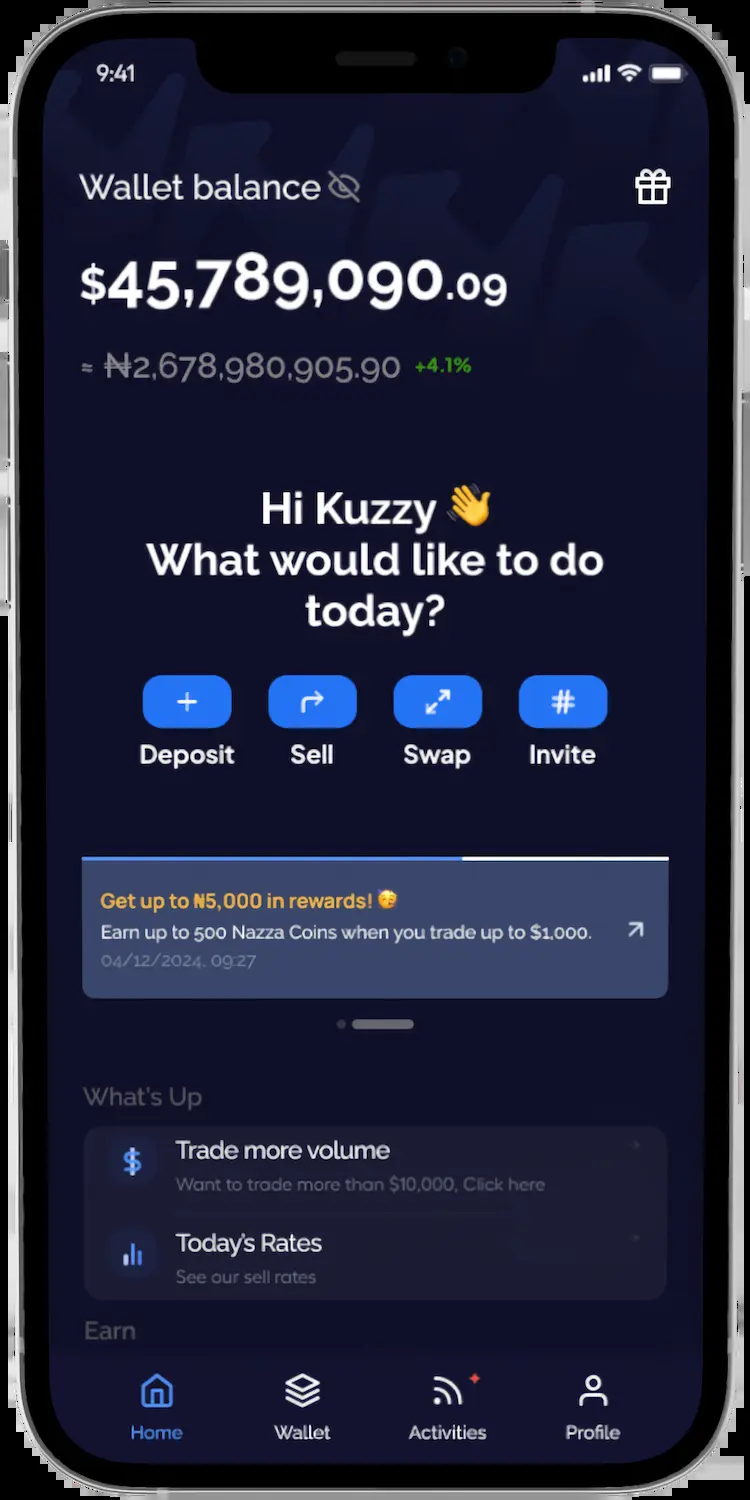 9:41
Wallet balance
$45,789,090.09
≈ ₦2,678,980,905.90 +4.1%
Hi Kuzzy 👋
What would like to do
today?
Deposit Sell Swap Invite
Get up to ₦5,000 in rewards! 🥳
Earn up to 500 Nazza Coins when you trade up to $1,000.
04/12/2024, 09:27
What's Up
Trade more volume
Want to trade more than $10,000, Click here
Today's Rates
See our sell rates
Earn
Home Wallet Activities Profile